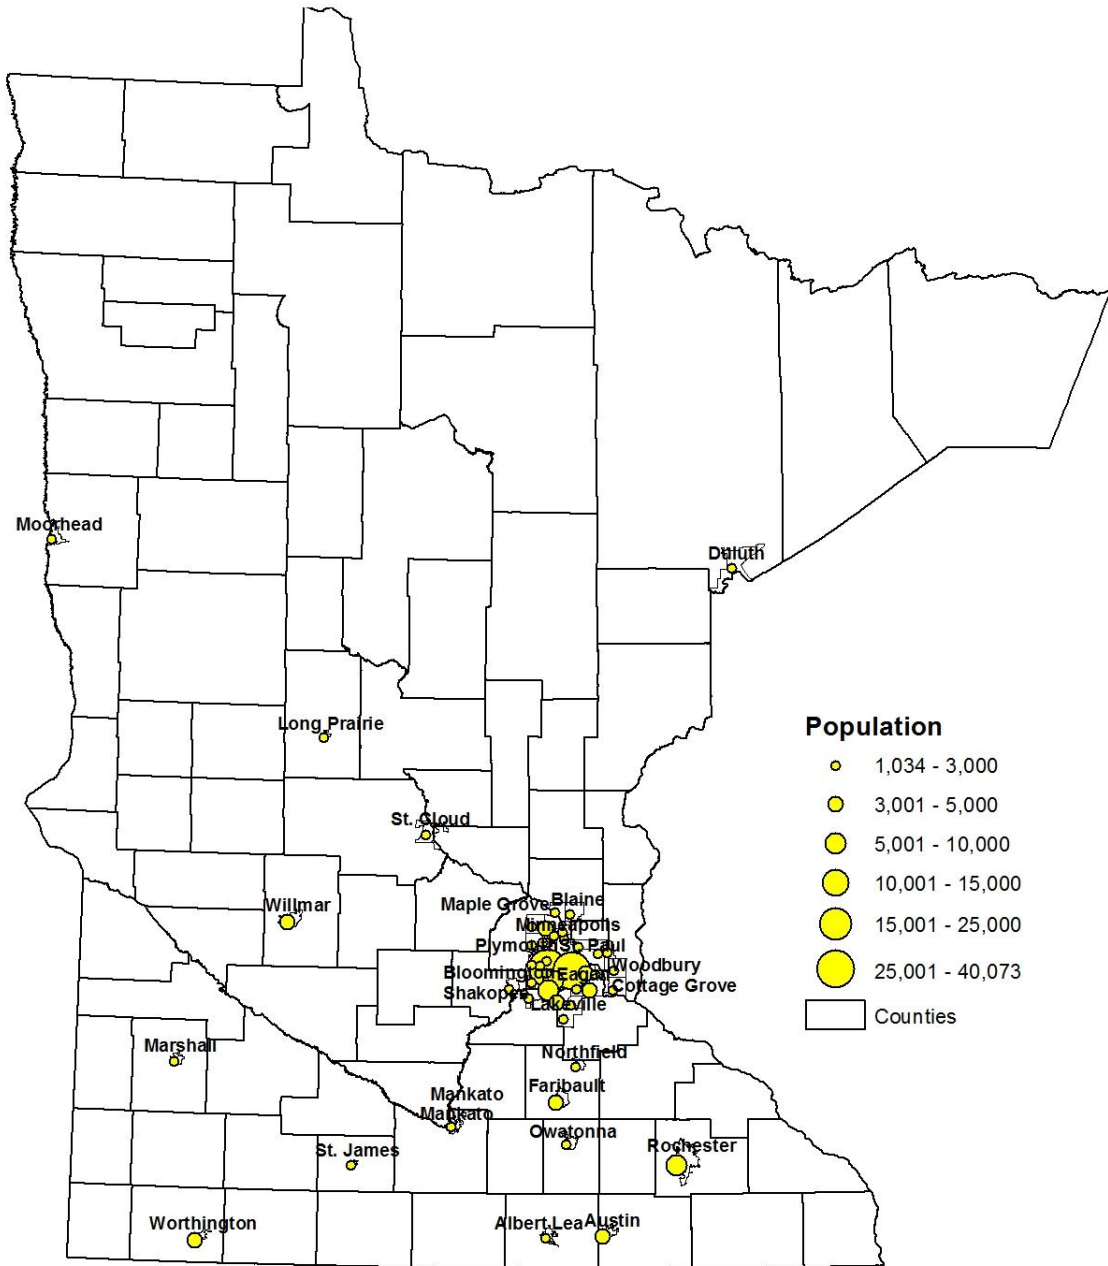 Moorhead
Duluth
Long Prairie
St. Cloud
Willmar
Maple Grove
Blaine
Minneapolis
Plymouth
St. Paul
Bloomington
Eagan
Woodbury
Shakopee
Cottage Grove
Lakeville
Marshall
Northfield
Faribault
Mankato
Mankato
Owatonna
St. James
Rochester
Worthington
Albert Lea
Austin
Population
1,034 - 3,000
3,001 - 5,000
5,001 - 10,000
10,001 - 15,000
15,001 - 25,000
25,001 - 40,073
Counties